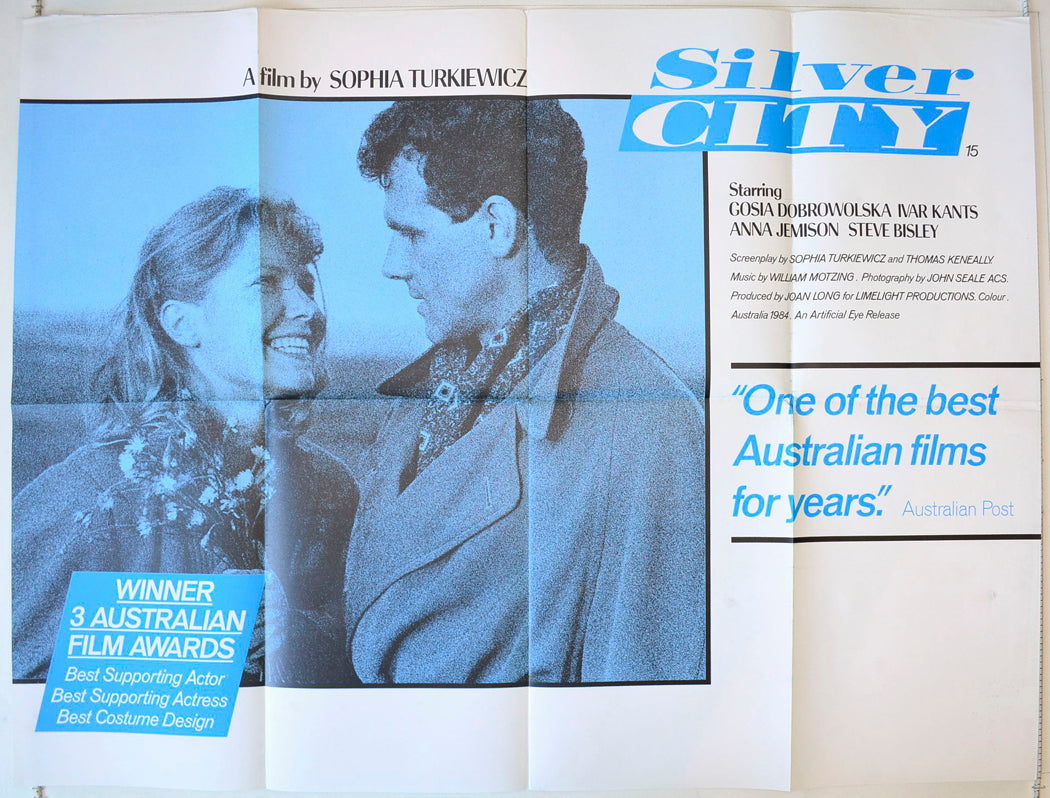 A film by SOPHIA TURKIEWICZ
Silver
CITY
15
Starring
GOSIA DOBROWOLSKA IVAR KANTS
ANNA JEMISON STEVE BISLEY
Screenplay by SOPHIA TURKIEWICZ and THOMAS KENEALLY.
Music by WILLIAM MOTZING. Photography by JOHN SEALE ACS.
Produced by JOAN LONG for LIMELIGHT PRODUCTIONS. Colour.
Australia 1984. An Artificial Eye Release
"One of the best
Australian films
for years." Australian Post
WINNER
3 AUSTRALIAN
FILM AWARDS
Best Supporting Actor
Best Supporting Actress
Best Costume Design